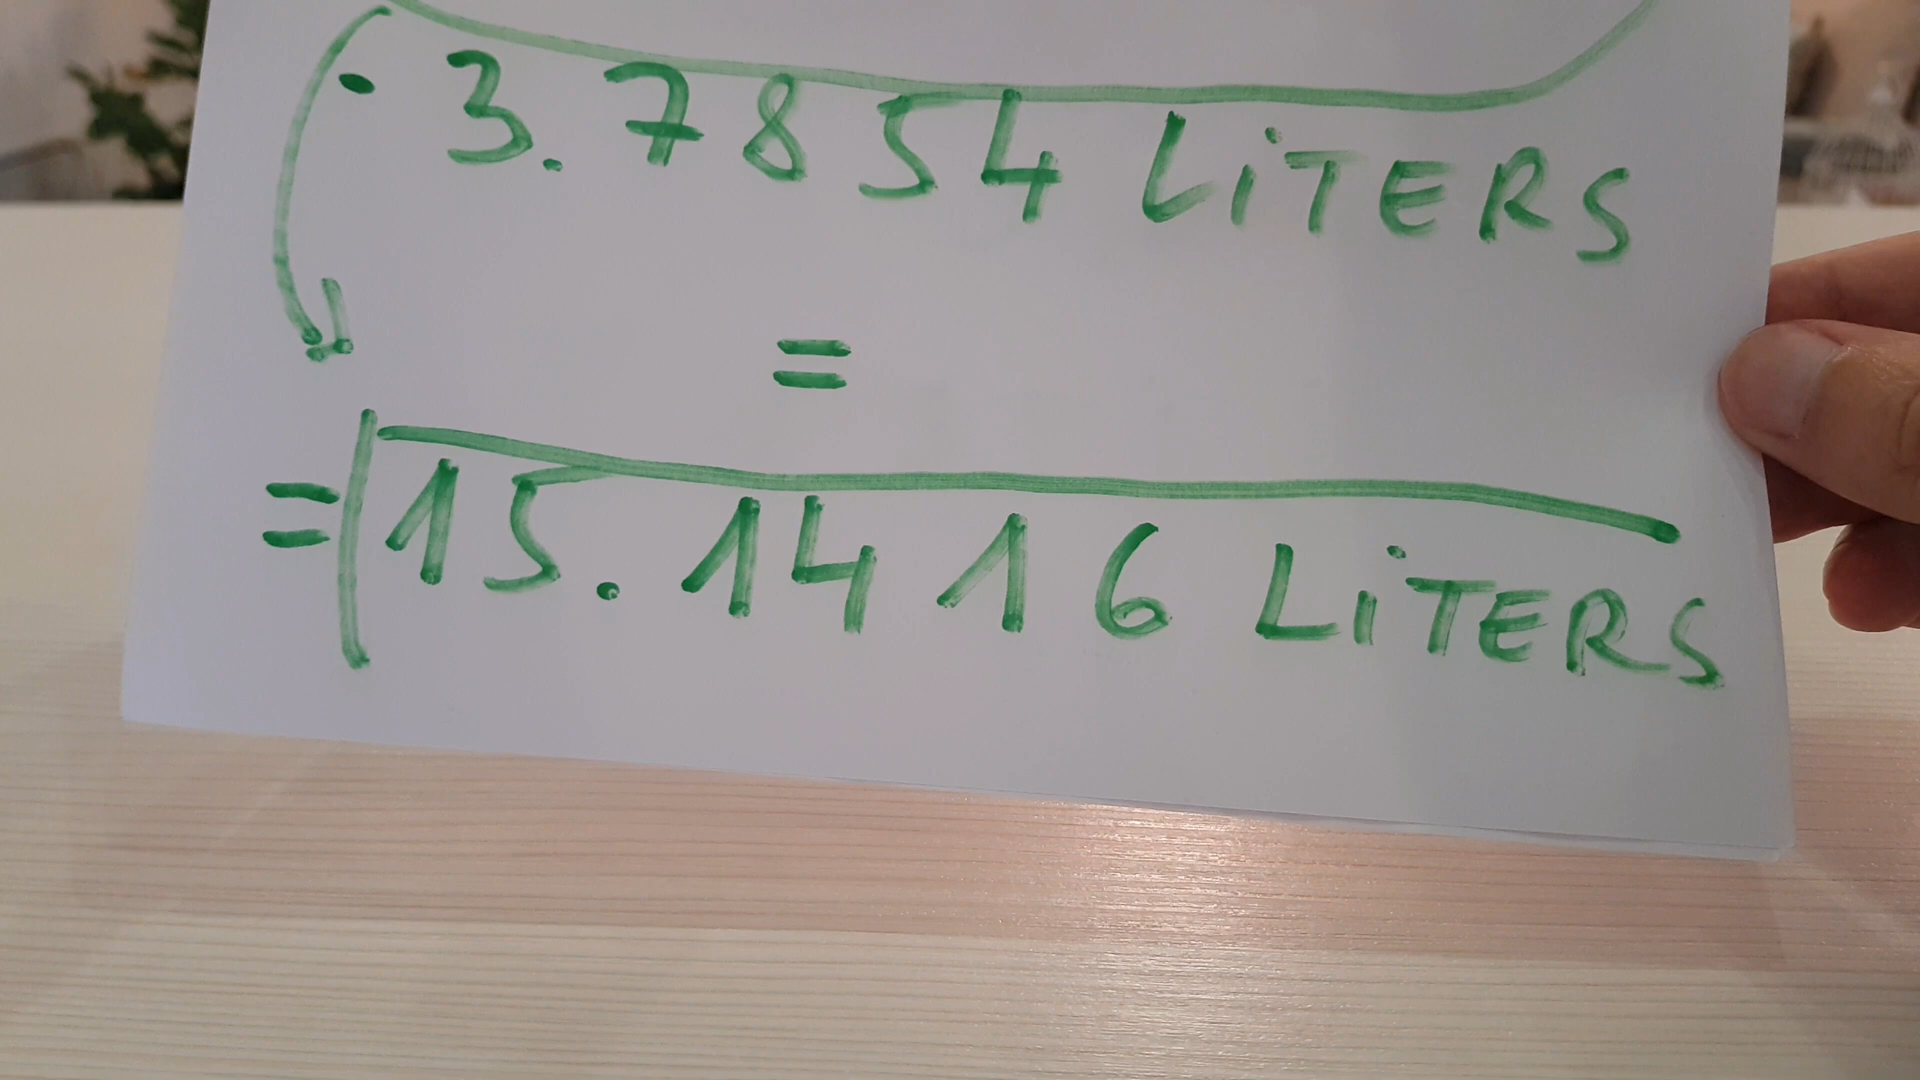 · 3.7854 LiTERS
=
= 15.1416 LiTERS